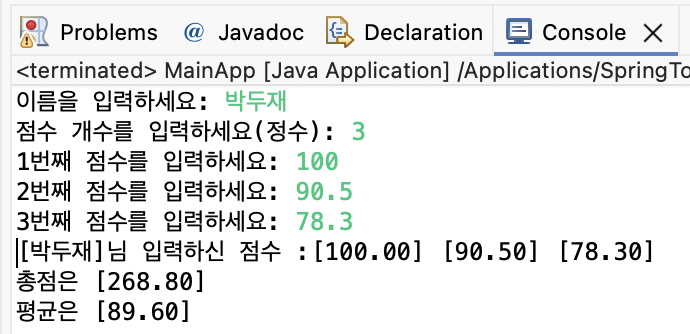 Problems @ Javadoc Declaration Console
<terminated> MainApp [Java Application] /Applications/SpringTo
이름을 입력하세요: 박두재
점수 개수를 입력하세요(정수): 3
1번째 점수를 입력하세요: 100
2번째 점수를 입력하세요: 90.5
3번째 점수를 입력하세요: 78.3
[박두재]님 입력하신 점수 :[100.00] [90.50] [78.30]
총점은 [268.80]
평균은 [89.60]